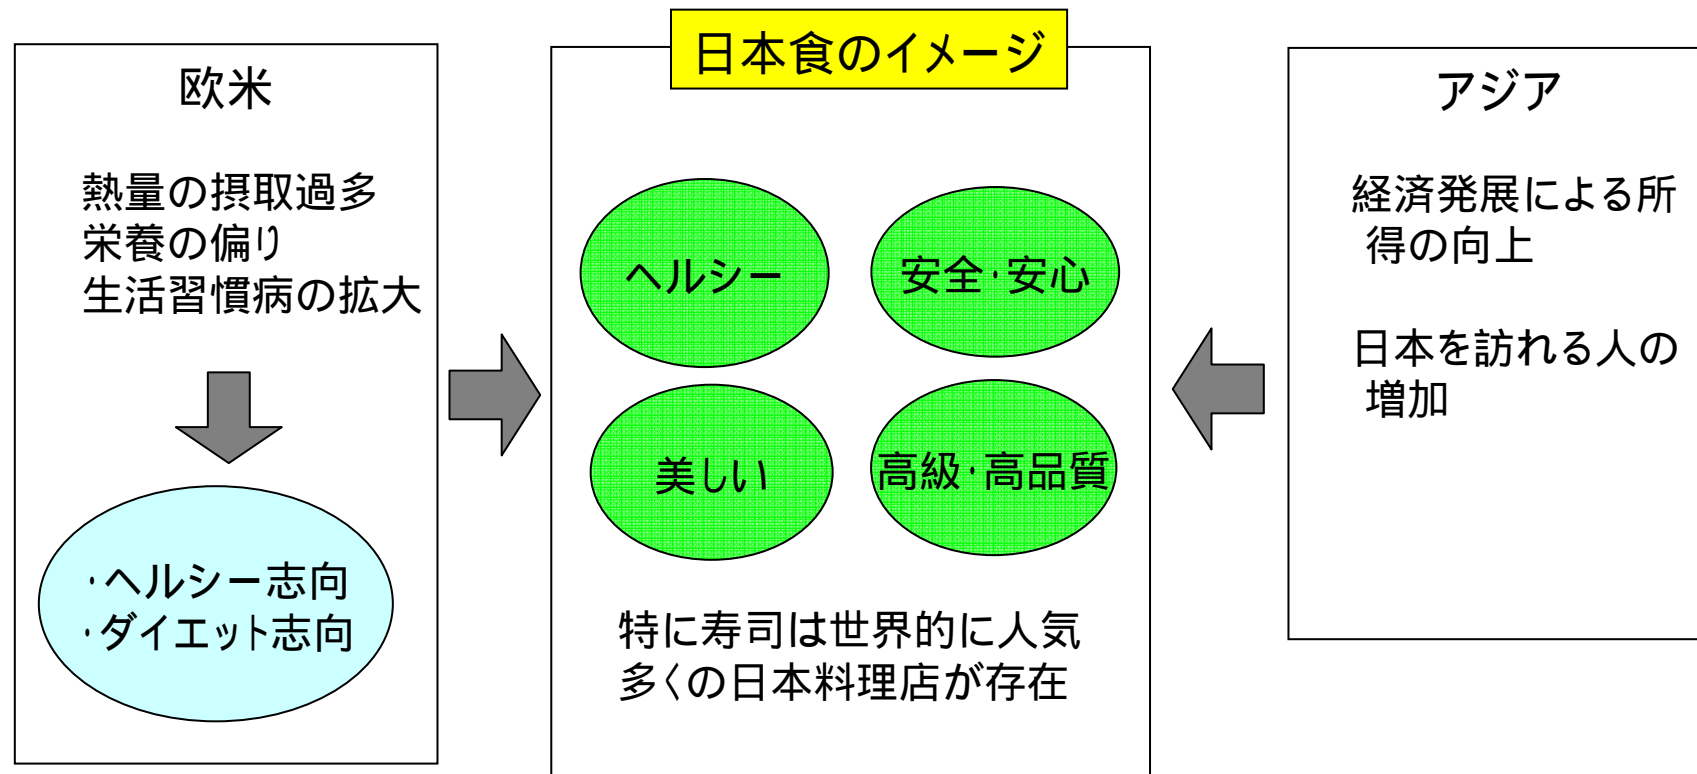 欧米
熱量の摂取過多
栄養の偏り
生活習慣病の拡大
・ヘルシー志向
・ダイエット志向
日本食のイメージ
ヘルシー
安全・安心
美しい
高級・高品質
特に寿司は世界的に人気
多くの日本料理店が存在
アジア
経済発展による所
得の向上
日本を訪れる人の
増加